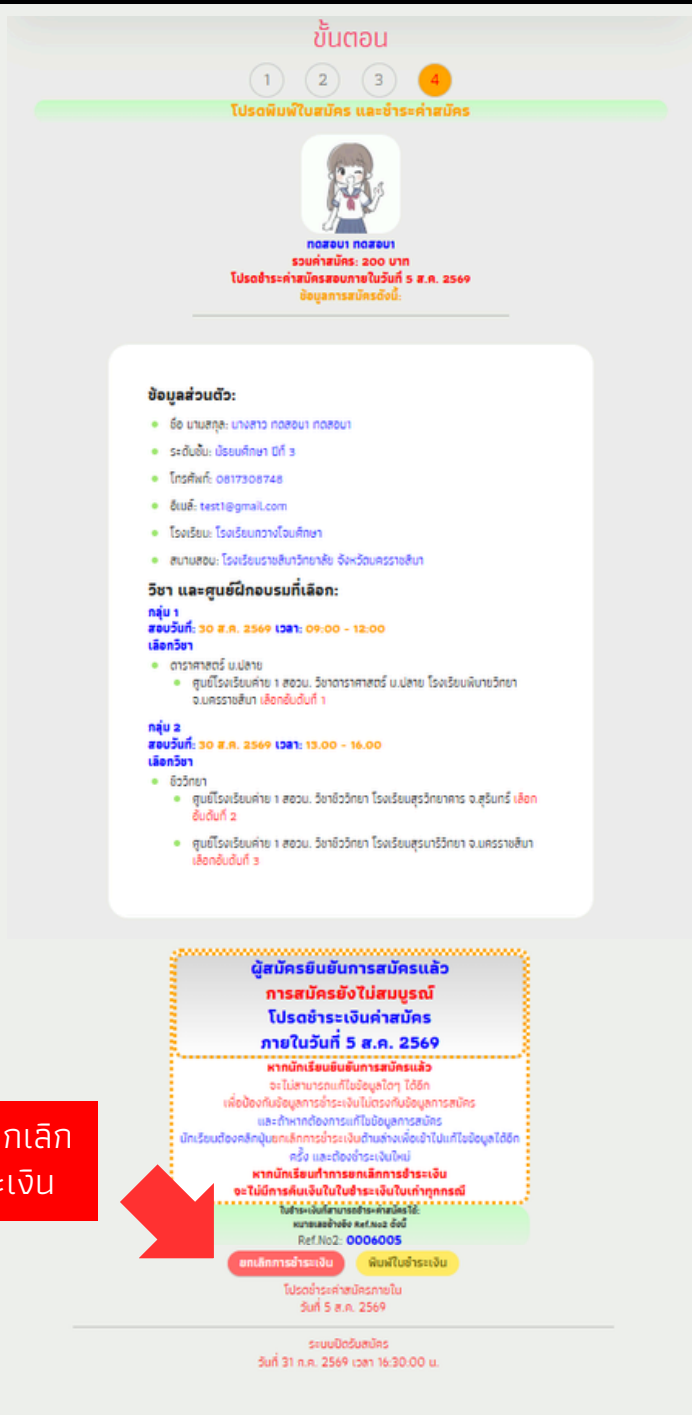 ขั้นตอน
1 2 3 4
โปรดพิมพ์ใบสมัคร และชำระค่าสมัคร
ทดสอบ1 ทดสอบ1
รวมค่าสมัคร: 200 บาท
โปรดชำระค่าสมัครสอบภายในวันที่ 5 ส.ค. 2569
ข้อมูลการสมัครดังนี้:
ข้อมูลส่วนตัว:
ชื่อ นามสกุล: นางสาว ทดสอบ1 ทดสอบ1
ระดับชั้น: มัธยมศึกษา ปีที่ 3
โทรศัพท์: 0817308748
อีเมล์: test1@gmail.com
โรงเรียน: โรงเรียนกวางโจนศึกษา
สนามสอบ: โรงเรียนราชสีมาวิทยาลัย จังหวัดนครราชสีมา
วิชา และศูนย์ฝึกอบรมที่เลือก:
กลุ่ม 1
สอบวันที่: 30 ส.ค. 2569 เวลา: 09:00 - 12:00
เลือกวิชา
ดาราศาสตร์ ม.ปลาย
ศูนย์โรงเรียนค่าย 1 สอวน. วิชาดาราศาสตร์ ม.ปลาย โรงเรียนพิมายวิทยา
จ.นครราชสีมา เลือกอันดับที่ 1
กลุ่ม 2
สอบวันที่: 30 ส.ค. 2569 เวลา: 13.00 - 16.00
เลือกวิชา
ชีววิทยา
ศูนย์โรงเรียนค่าย 1 สอวน. วิชาชีววิทยา โรงเรียนสุรวิทยาคาร จ.สุรินทร์ เลือก
อันดับที่ 2
ศูนย์โรงเรียนค่าย 1 สอวน. วิชาชีววิทยา โรงเรียนสุรนารีวิทยา จ.นครราชสีมา
เลือกอันดับที่ 3
ผู้สมัครยืนยันการสมัครแล้ว
การสมัครยังไม่สมบูรณ์
โปรดชำระเงินค่าสมัคร
ภายในวันที่ 5 ส.ค. 2569
หากนักเรียนยืนยันการสมัครแล้ว
จะไม่สามารถแก้ไขข้อมูลใดๆ ได้อีก
เพื่อป้องกันข้อมูลการชำระเงินไม่ตรงกับข้อมูลการสมัคร
และถ้าหากต้องการแก้ไขข้อมูลการสมัคร
นักเรียนต้องคลิกปุ่มยกเลิกการชำระเงินด้านล่างเพื่อเข้าไปแก้ไขข้อมูลได้อีก
ครั้ง และต้องชำระเงินใหม่
หากนักเรียนทำการยกเลิกการชำระเงิน
จะไม่มีการคืนเงินในใบชำระเงินใบเก่าทุกกรณี
กเลิก
ะเงิน
ใบชำระเงินที่สามารถชำระค่าสมัครได้:
หมายเลขอ้างอิง Ref.No2 ดังนี้
Ref.No2: 0006005
ยกเลิกการชำระเงิน พิมพ์ใบชำระเงิน
โปรดชำระค่าสมัครภายใน
วันที่ 5 ส.ค. 2569
ระบบปิดรับสมัคร
วันที่ 31 ก.ค. 2569 เวลา 16:30:00 น.